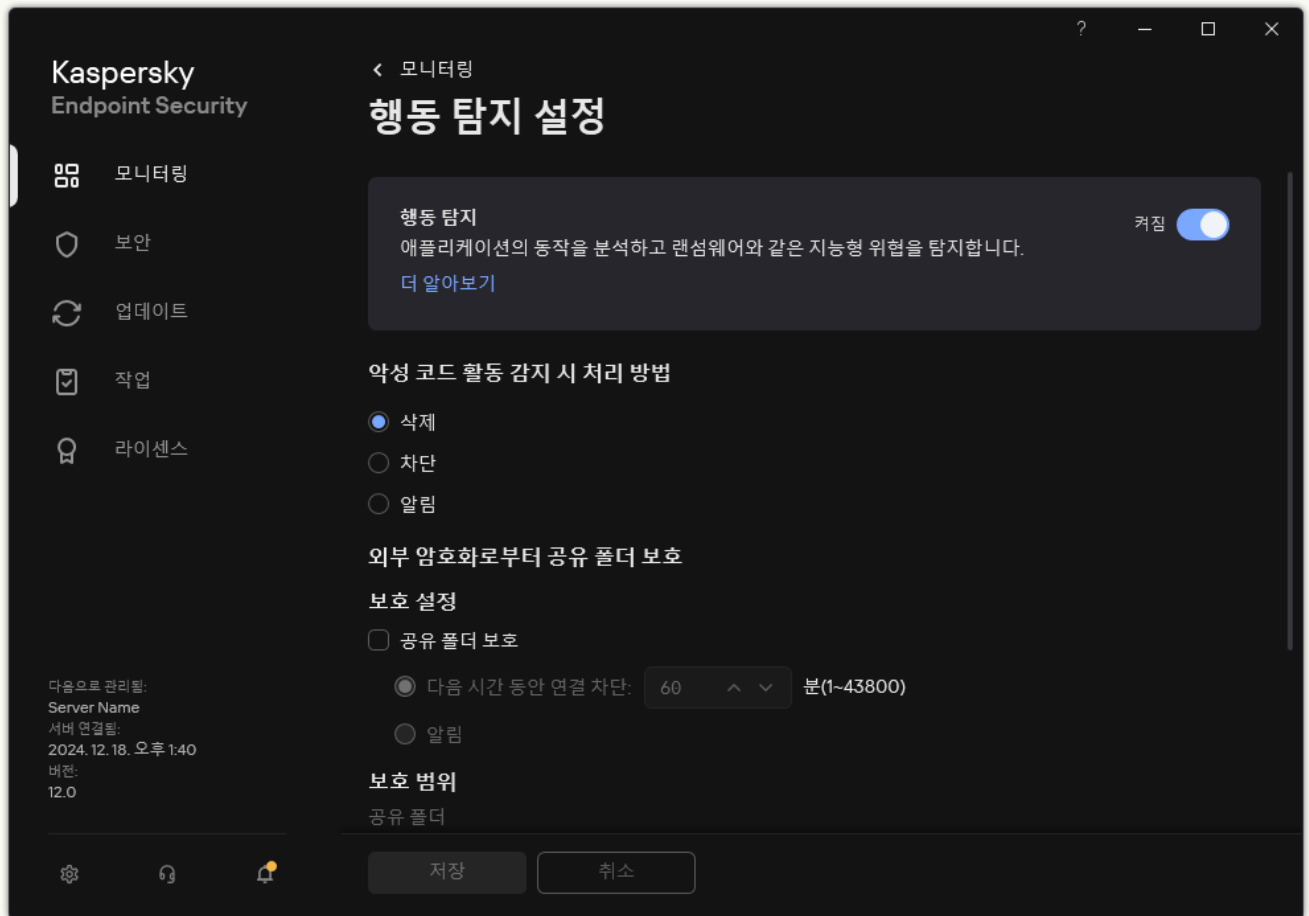 ?
Kaspersky
Endpoint Security
모니터링
보안
업데이트
작업
라이센스
다음으로 관리됨:
Server Name
서버 연결됨:
2024. 12. 18. 오후 1:40
버전:
12.0
모니터링
행동 탐지 설정
행동 탐지
켜짐
애플리케이션의 동작을 분석하고 랜섬웨어와 같은 지능형 위협을 탐지합니다.
더 알아보기
악성 코드 활동 감지 시 처리 방법
삭제
차단
알림
외부 암호화로부터 공유 폴더 보호
보호 설정
공유 폴더 보호
다음 시간 동안 연결 차단: 60 분(1~43800)
알림
보호 범위
공유 폴더
저장 취소